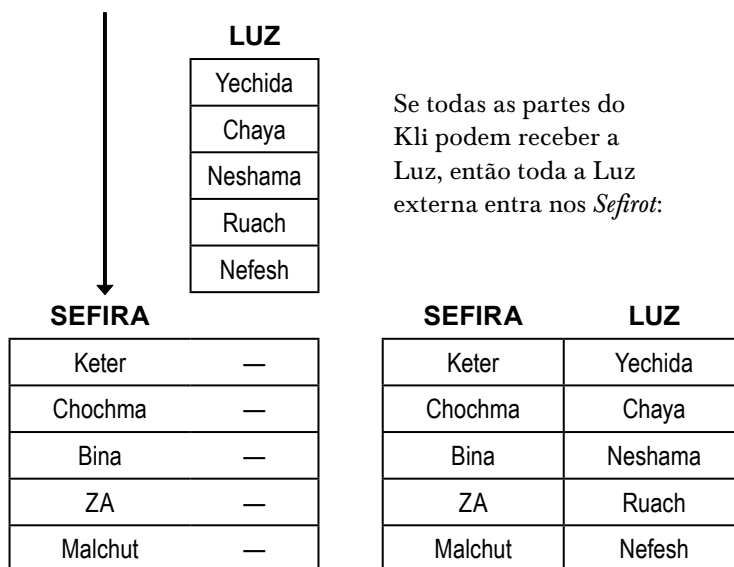 LUZ
Yechida
Chaya
Neshama
Ruach
Nefesh
Se todas as partes do
Kli podem receber a
Luz, então toda a Luz
externa entra nos Sefirot:
SEFIRA
Keter —
Chochma —
Bina —
ZA —
Malchut —
SEFIRA LUZ
Keter Yechida
Chochma Chaya
Bina Neshama
ZA Ruach
Malchut Nefesh